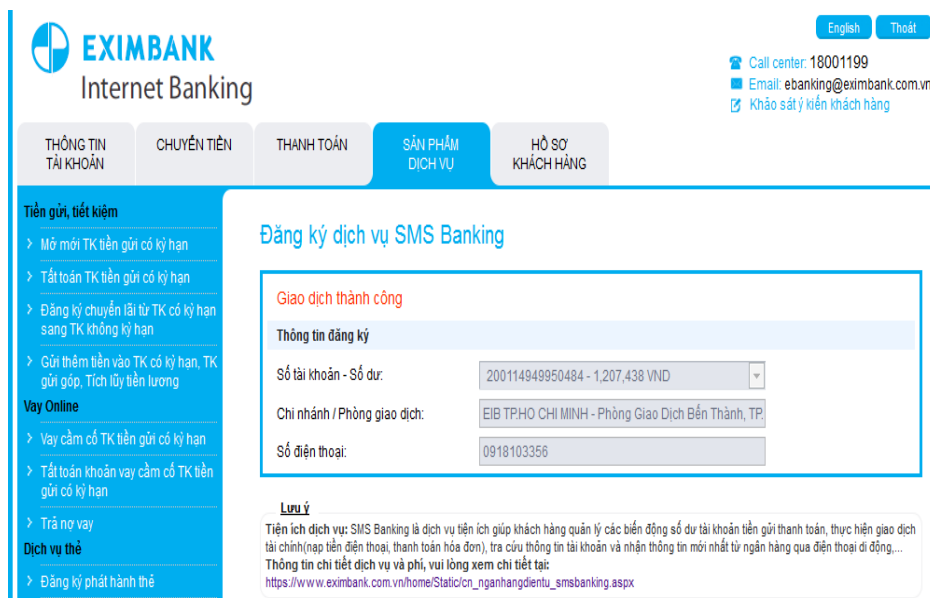 EXIMBANK
Internet Banking
English
Thoát
Call center: 18001199
Email: ebanking@eximbank.com.vn
Khảo sát ý kiến khách hàng
THÔNG TIN
TÀI KHOẢN
CHUYỂN TIỀN
THANH TOÁN
SẢN PHẨM
DỊCH VỤ
HỒ SƠ
KHÁCH HÀNG
Tiền gửi, tiết kiệm
Mở mới TK tiền gửi có kỳ hạn
Tất toán TK tiền gửi có kỳ hạn
Đăng ký chuyển lãi từ TK có kỳ hạn
sang TK không kỳ hạn
Gửi thêm tiền vào TK có kỳ hạn, TK
gửi góp, Tích lũy tiền lương
Vay Online
Vay cầm cố TK tiền gửi có kỳ hạn
Tất toán khoản vay cầm cố TK tiền
gửi có kỳ hạn
Trả nợ vay
Dịch vụ thẻ
Đăng ký phát hành thẻ
Đăng ký dịch vụ SMS Banking
Giao dịch thành công
Thông tin đăng ký
Số tài khoản - Số dư:
200114949950484 - 1,207,438 VND
Chi nhánh / Phòng giao dịch:
EIB TP.HO CHI MINH - Phòng Giao Dịch Bến Thành, TP.
Số điện thoại:
0918103356
Lưu ý
Tiện ích dịch vụ: SMS Banking là dịch vụ tiện ích giúp khách hàng quản lý các biến động số dư tài khoản tiền gửi thanh toán, thực hiện giao dịch
tài chính(nạp tiền điện thoại, thanh toán hóa đơn), tra cứu thông tin tài khoản và nhận thông tin mới nhất từ ngân hàng qua điện thoại di động,...
Thông tin chi tiết dịch vụ và phí, vui lòng xem chi tiết tại:
https://www.eximbank.com.vn/home/Static/cn_nganhangdientu_smsbanking.aspx